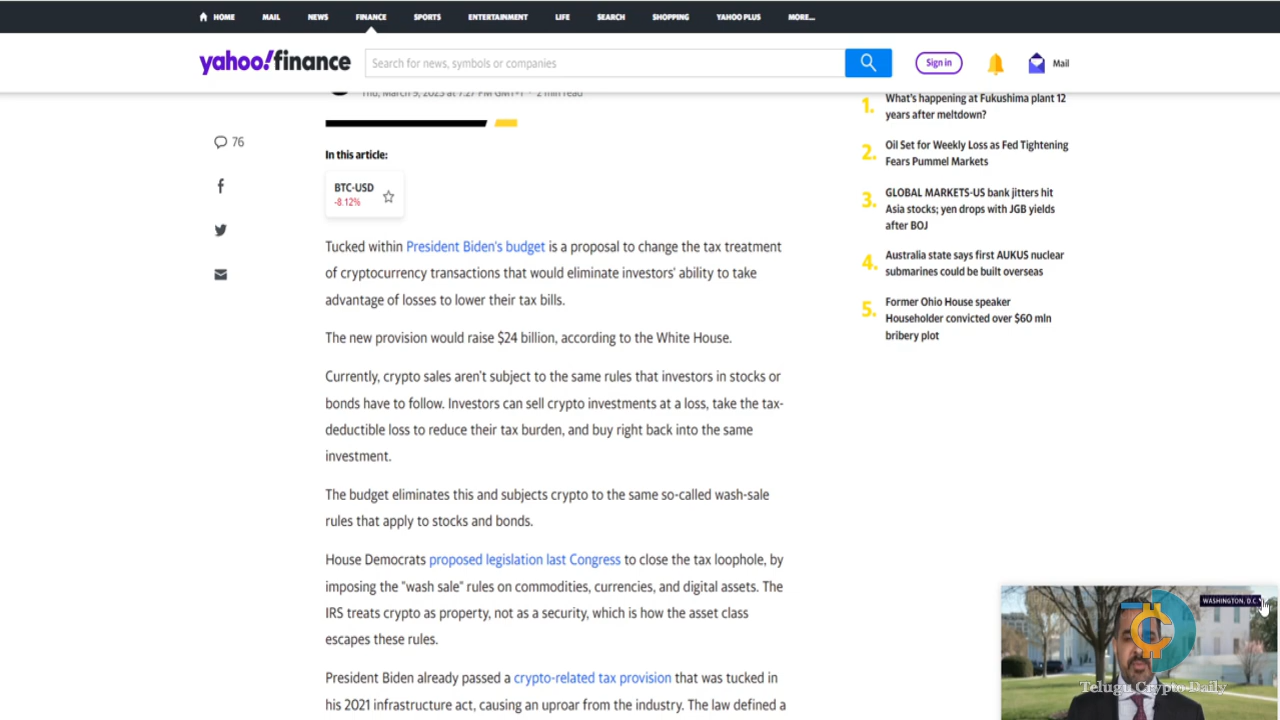 HOME MAIL NEWS FINANCE SPORTS ENTERTAINMENT LIFE SEARCH SHOPPING YAHOO PLUS MORE...
yahoo!finance
Search for news, symbols or companies
Sign in
Mail
Thu, March 9, 2023 at 7:27 PM GMT+1 · 2 min read
76
In this article:
BTC-USD
-8.12%
Tucked within President Biden's budget is a proposal to change the tax treatment
of cryptocurrency transactions that would eliminate investors' ability to take
advantage of losses to lower their tax bills.
The new provision would raise $24 billion, according to the White House.
Currently, crypto sales aren't subject to the same rules that investors in stocks or
bonds have to follow. Investors can sell crypto investments at a loss, take the tax-
deductible loss to reduce their tax burden, and buy right back into the same
investment.
The budget eliminates this and subjects crypto to the same so-called wash-sale
rules that apply to stocks and bonds.
House Democrats proposed legislation last Congress to close the tax loophole, by
imposing the "wash sale" rules on commodities, currencies, and digital assets. The
IRS treats crypto as property, not as a security, which is how the asset class
escapes these rules.
President Biden already passed a crypto-related tax provision that was tucked in
his 2021 infrastructure act, causing an uproar from the industry. The law defined a
1. What's happening at Fukushima plant 12
years after meltdown?
2. Oil Set for Weekly Loss as Fed Tightening
Fears Pummel Markets
3. GLOBAL MARKETS-US bank jitters hit
Asia stocks; yen drops with JGB yields
after BOJ
4. Australia state says first AUKUS nuclear
submarines could be built overseas
5. Former Ohio House speaker
Householder convicted over $60 mln
bribery plot
WASHINGTON, D.C.
Telugu Crypto Daily